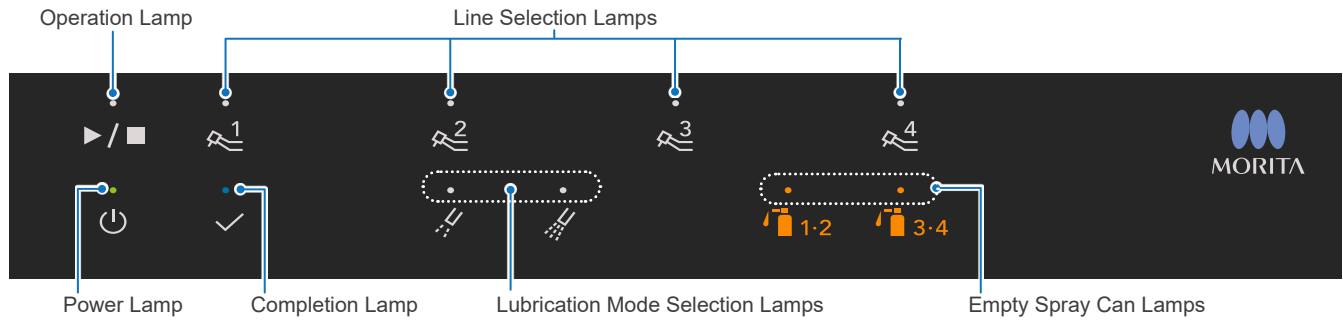 Operation Lamp
Line Selection Lamps
1
2
3
4
MORITA
1·2
3·4
Power Lamp
Completion Lamp
Lubrication Mode Selection Lamps
Empty Spray Can Lamps